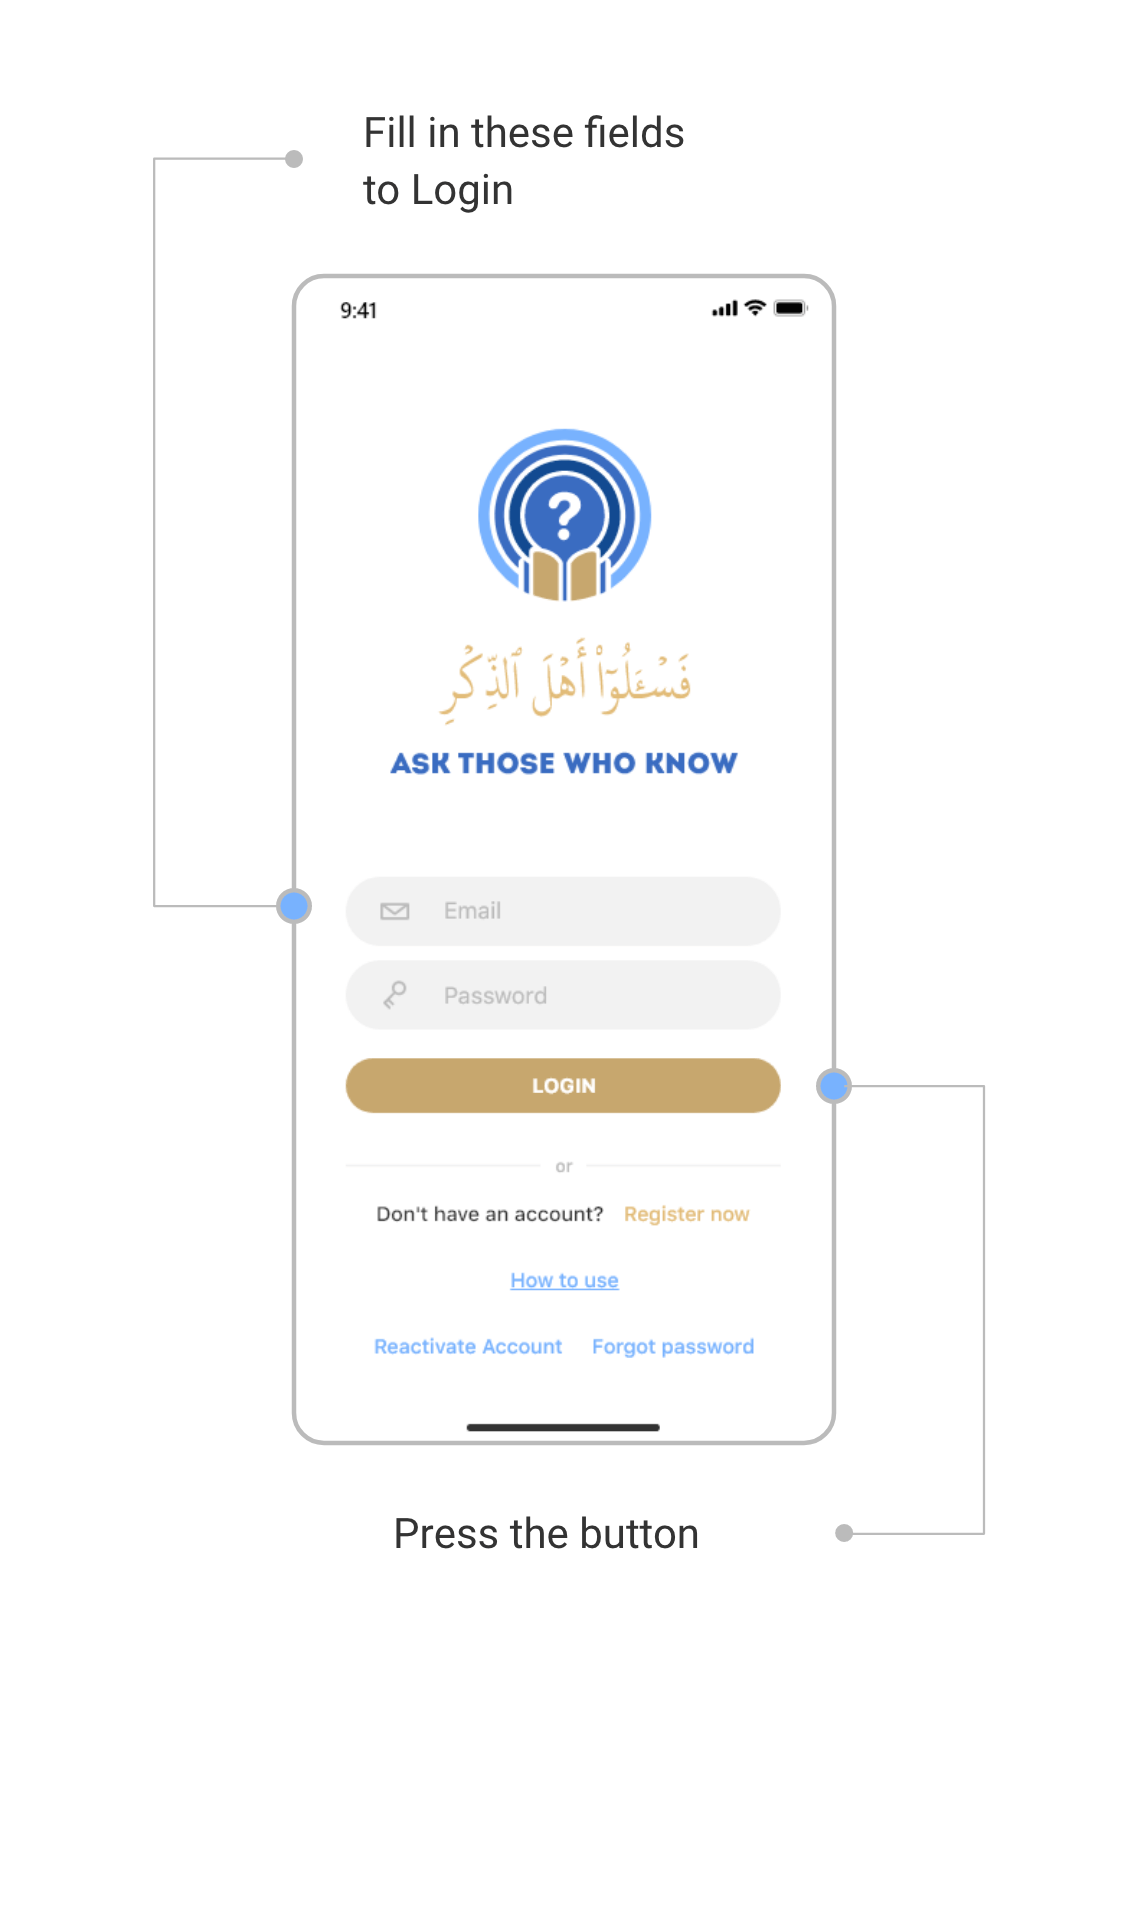 Fill in these fields
to Login
9:41
فَسْـَٔلُوٓا۟ أَهْلَ ٱلذِّكْرِ
ASK THOSE WHO KNOW
Email
Password
LOGIN
or
Don't have an account? Register now
How to use
Reactivate Account Forgot password
Press the button